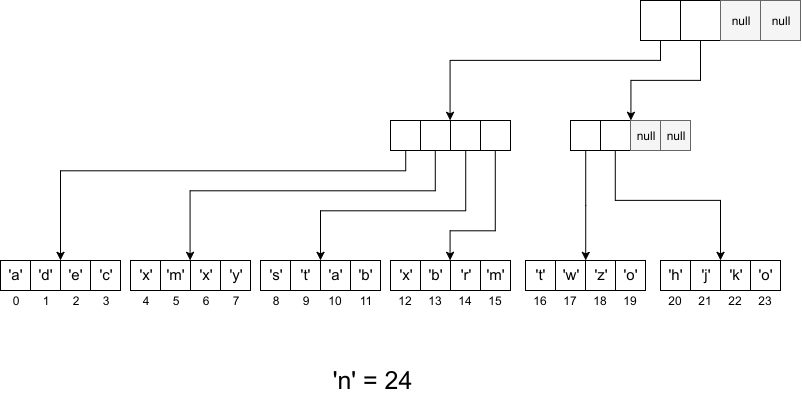 null null
null null
'a' 'd' 'e' 'c' 'x' 'm' 'x' 'y' 's' 't' 'a' 'b' 'x' 'b' 'r' 'm' 't' 'w' 'z' 'o' 'h' 'j' 'k' 'o'
0 1 2 3 4 5 6 7 8 9 10 11 12 13 14 15 16 17 18 19 20 21 22 23
'n' = 24